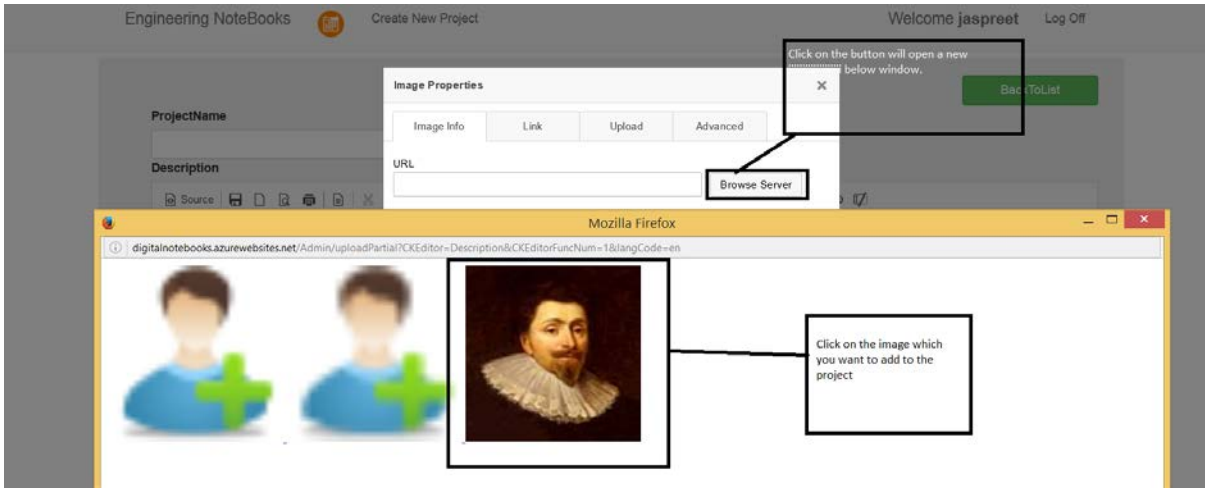 Engineering NoteBooks Create New Project Welcome jaspreet Log Off
Click on the button will open a new
below window.
Image Properties ×
BackToList
ProjectName
Image Info Link Upload Advanced
URL
Description
Browse Server
Source
Mozilla Firefox
digitalnotebooks.azurewebsites.net/Admin/uploadPartial?CKEditor=Description&CKEditorFuncNum=1&langCode=en
Click on the image which
you want to add to the
project